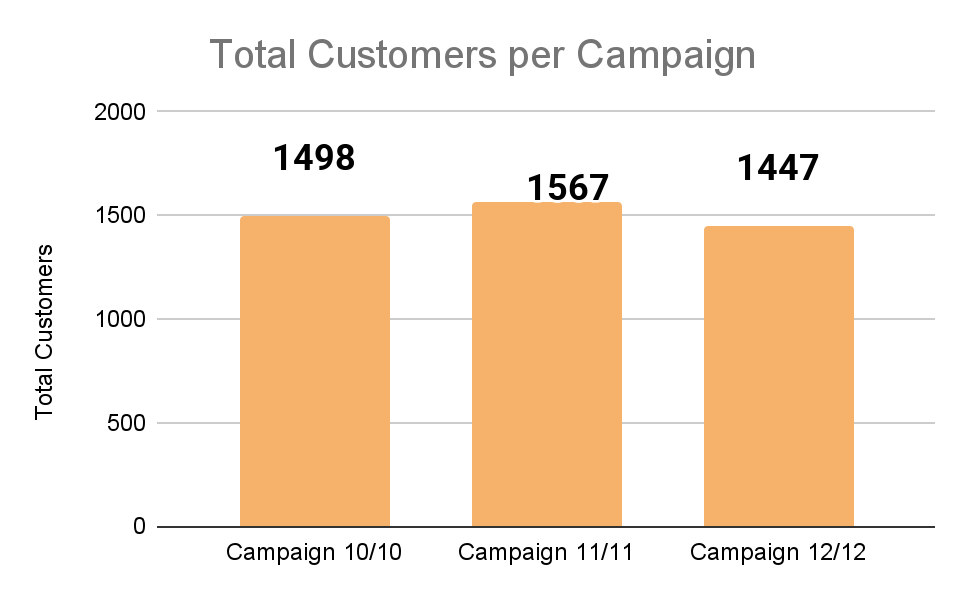 Total Customers per Campaign
Total Customers
2000
1500
1000
500
0
1498
1567
1447
Campaign 10/10
Campaign 11/11
Campaign 12/12